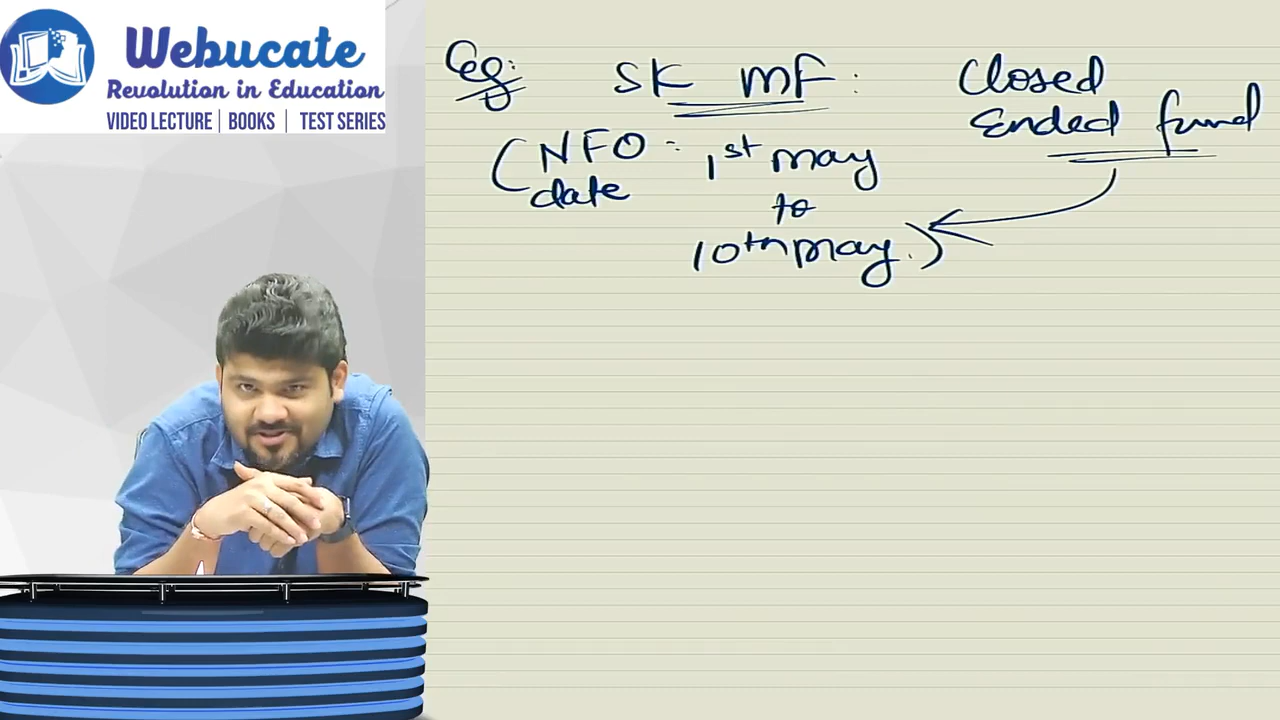 Webucate
Revolution in Education
VIDEO LECTURE | BOOKS | TEST SERIES
eg:
SK MF: Closed
Ended fund
(NFO: 1st may
date
to
10th may.)